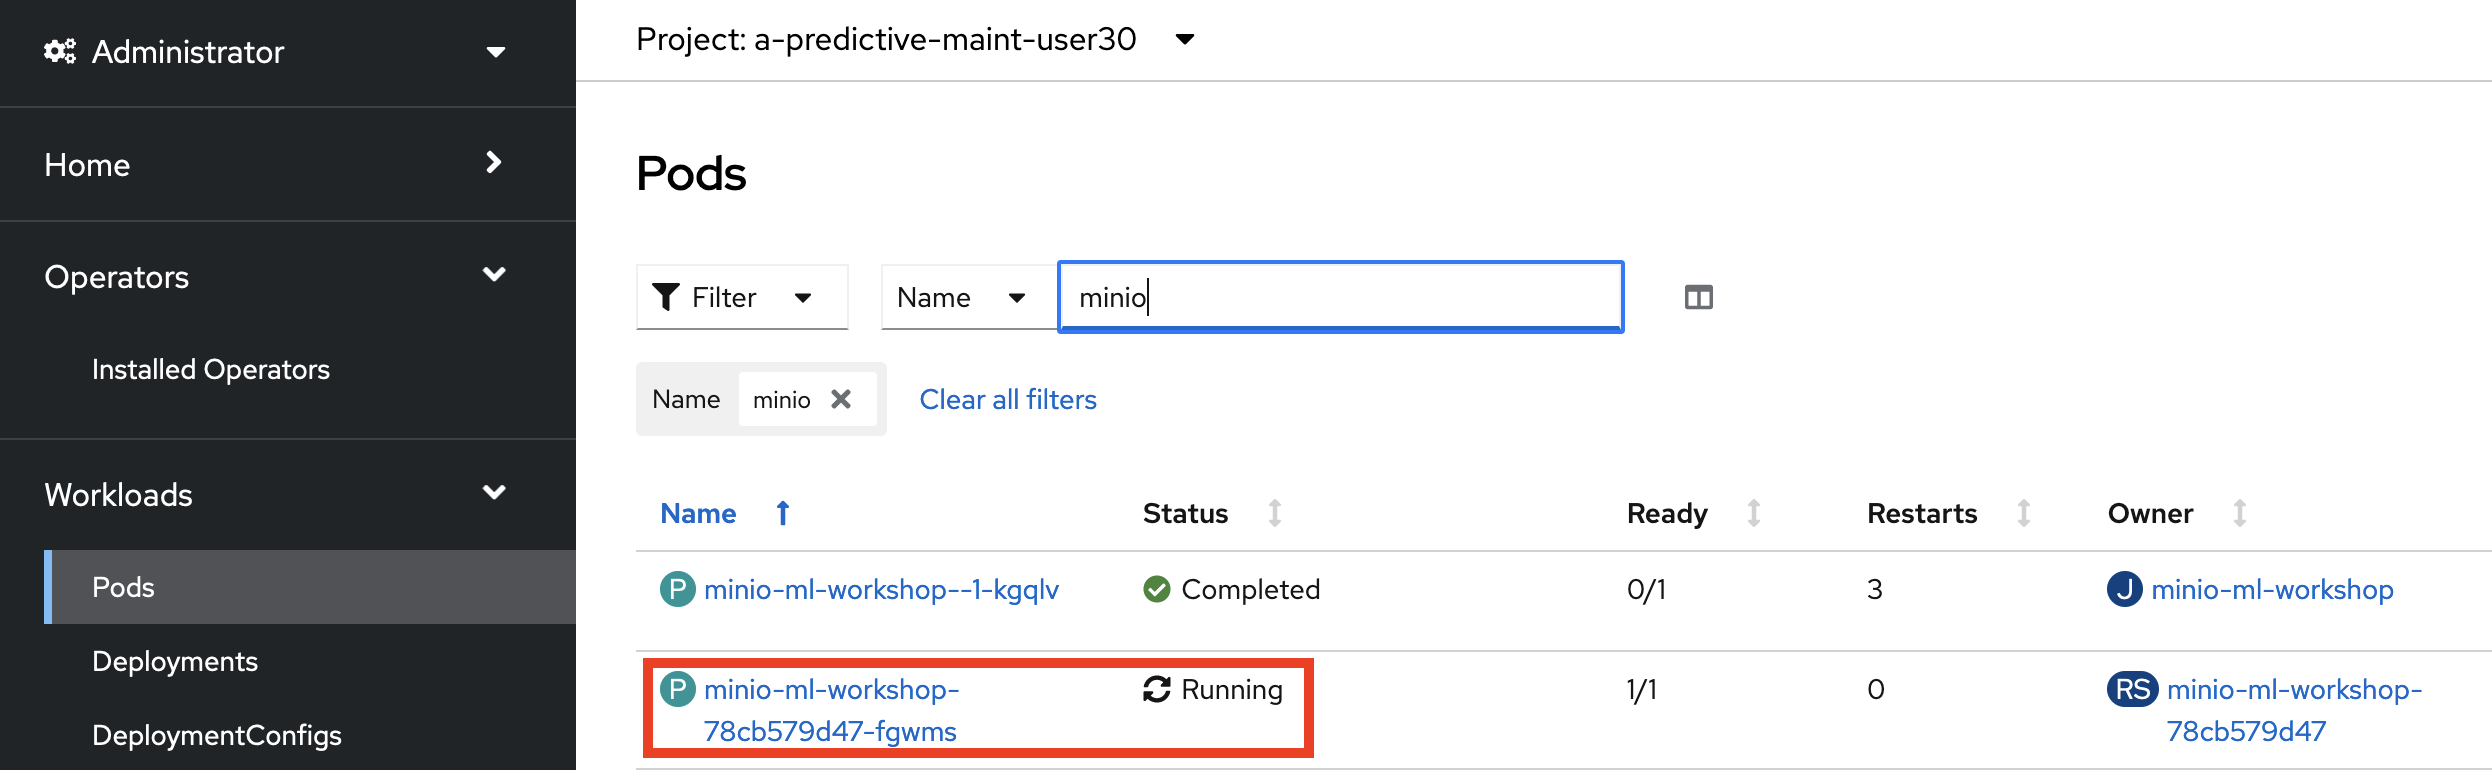 Administrator
Home
Operators
Installed Operators
Workloads
Pods
Deployments
DeploymentConfigs
Project: a-predictive-maint-user30
Pods
Filter Name minio
Name minio Clear all filters
Name Status Ready Restarts Owner
P minio-ml-workshop--1-kgqlv Completed 0/1 3 J minio-ml-workshop
P minio-ml-workshop- Running 1/1 0 RS minio-ml-workshop-
78cb579d47-fgwms 78cb579d47